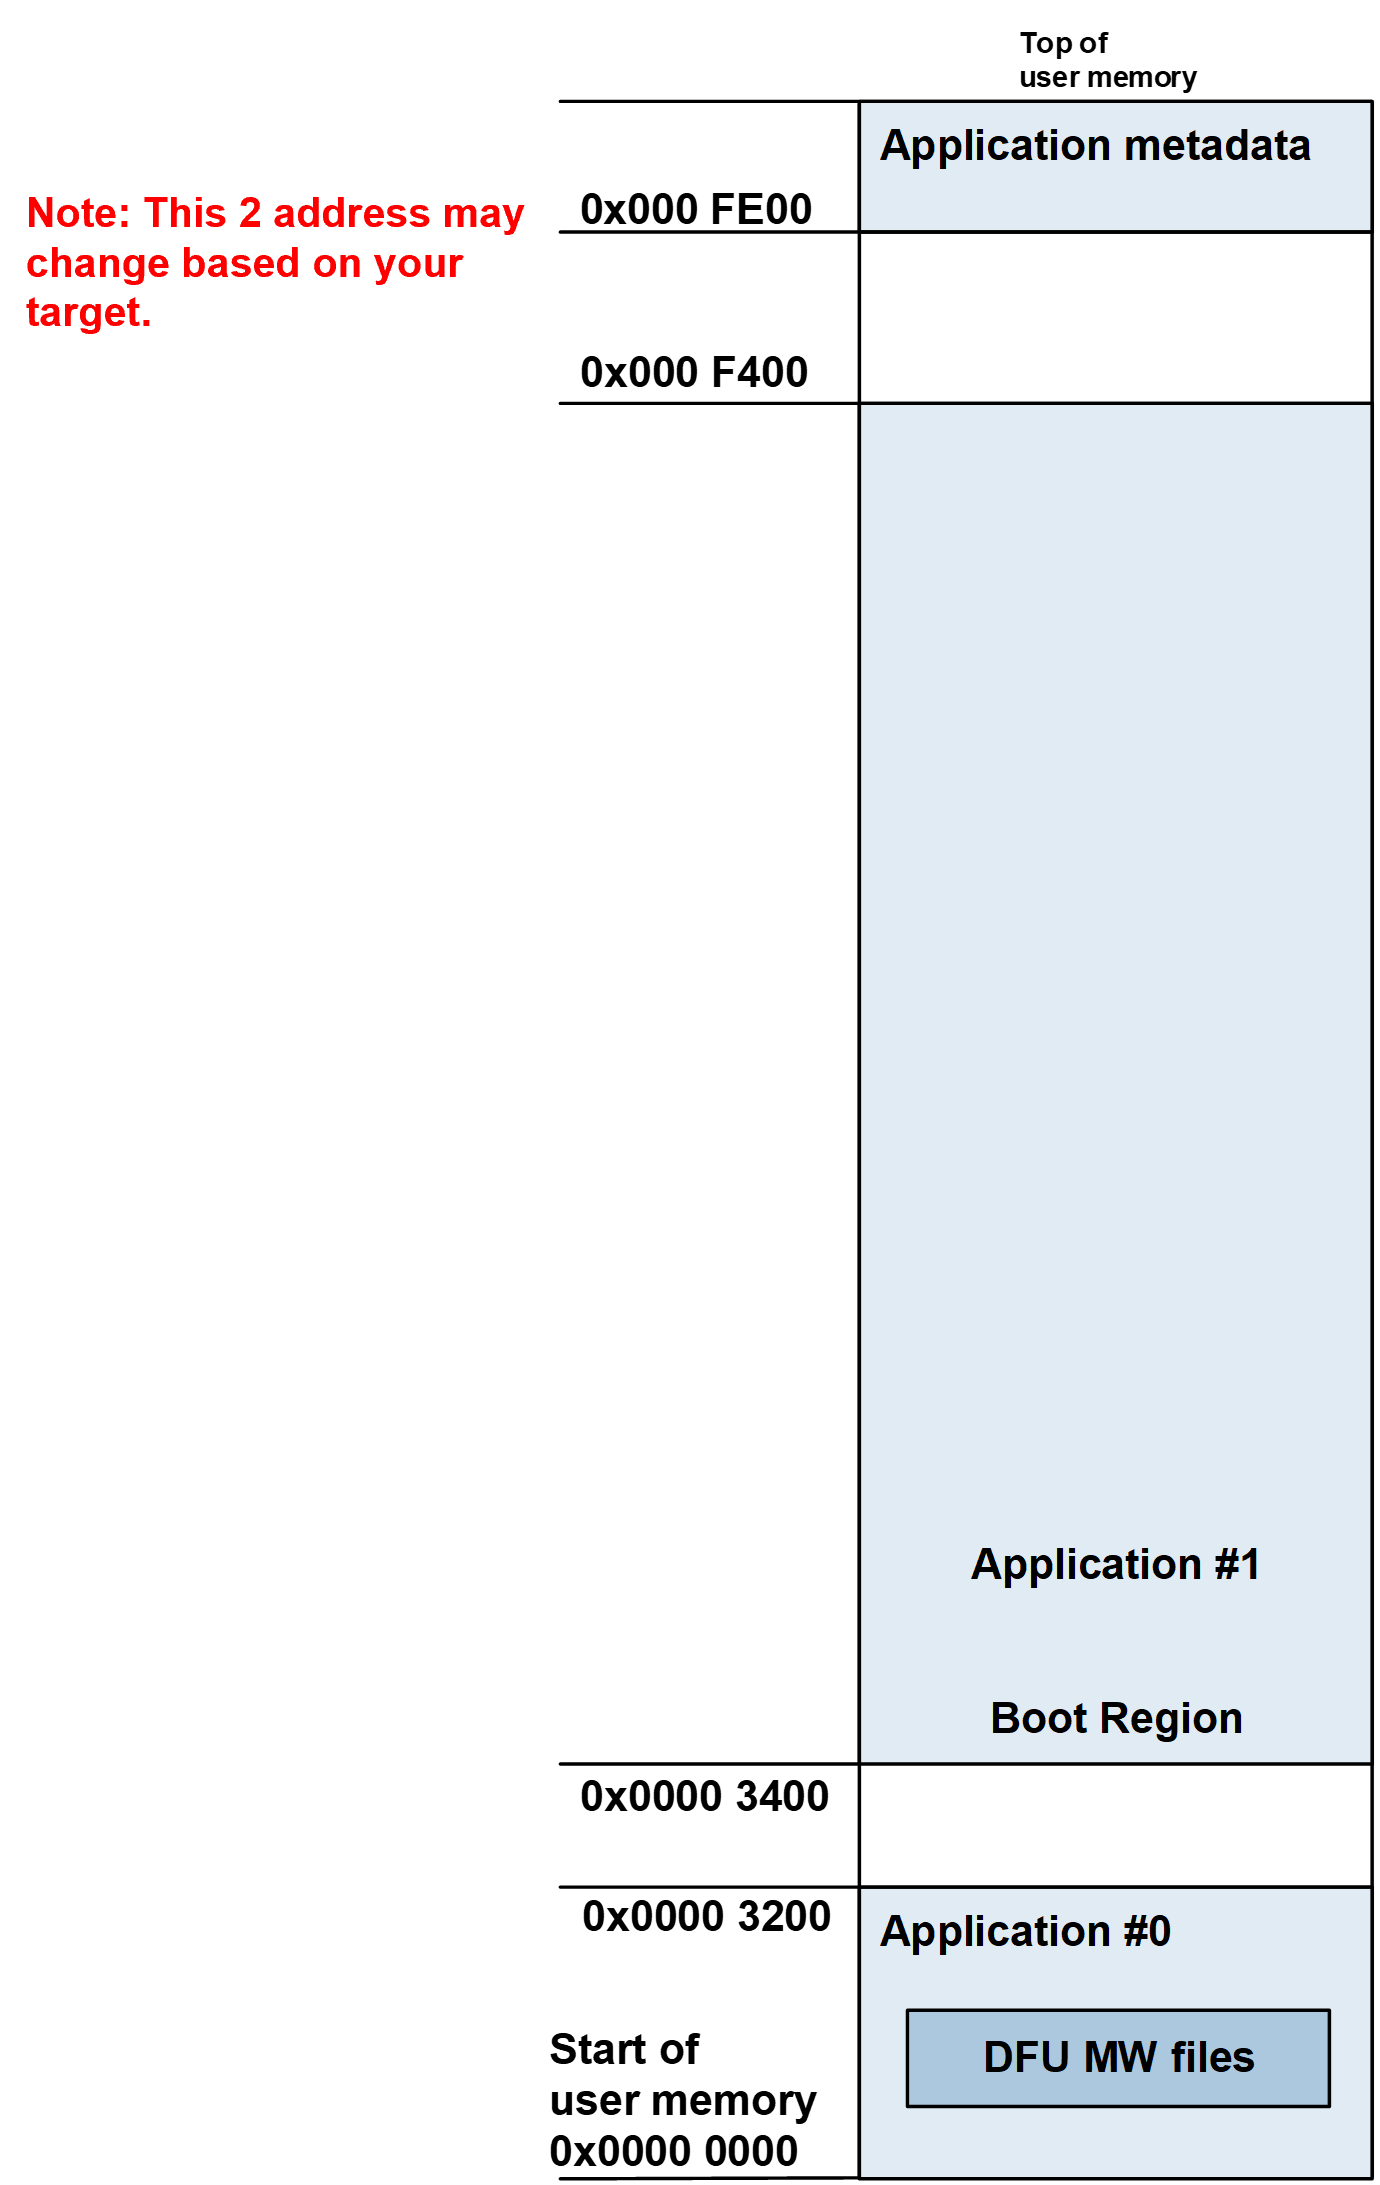 Top of
user memory
Application metadata
0x000 FE00
Note: This 2 address may
change based on your
target.
0x000 F400
Application #1
Boot Region
0x0000 3400
0x0000 3200
Application #0
DFU MW files
Start of
user memory
0x0000 0000